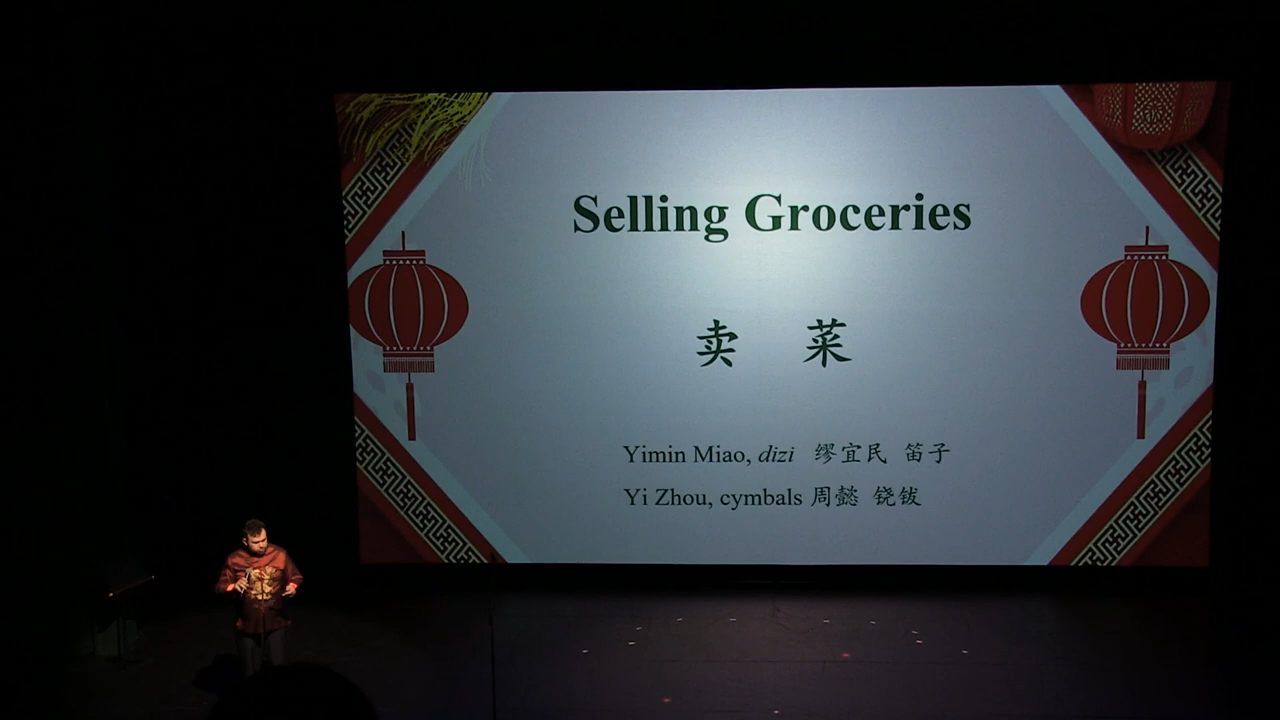 Selling Groceries
卖 菜
Yimin Miao, dizi 缪宜民 笛子
Yi Zhou, cymbals 周懿 铙钹